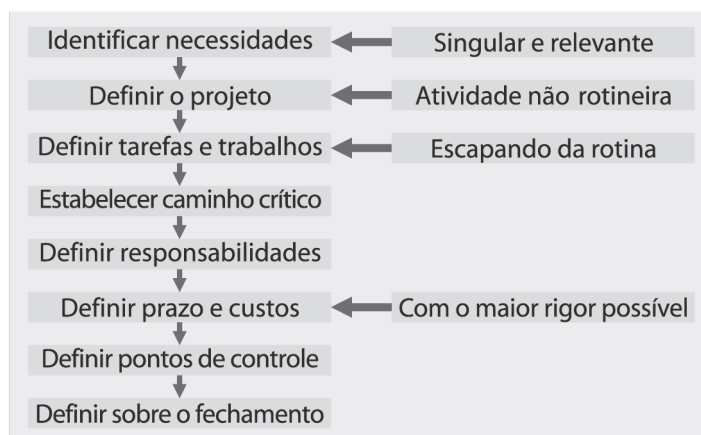 Identificar necessidades
Singular e relevante
Definir o projeto
Atividade não rotineira
Definir tarefas e trabalhos
Escapando da rotina
Estabelecer caminho crítico
Definir responsabilidades
Definir prazo e custos
Com o maior rigor possível
Definir pontos de controle
Definir sobre o fechamento